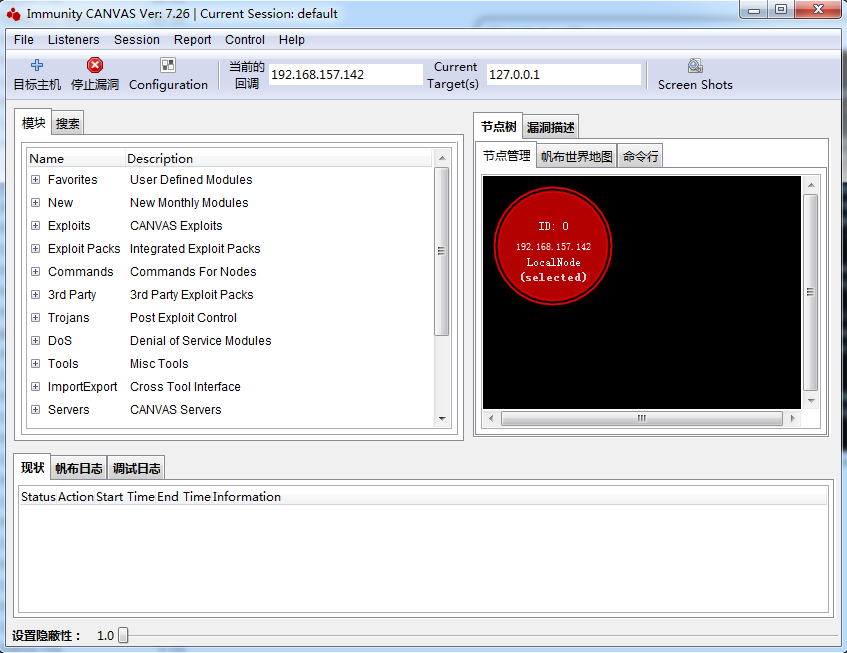 Immunity CANVAS Ver: 7.26 | Current Session: default
File Listeners Session Report Control Help
目标主机 停止漏洞 Configuration 当前的回调 192.168.157.142 Current Target(s) 127.0.0.1 Screen Shots
模块 搜索
Name Description
Favorites User Defined Modules
New New Monthly Modules
Exploits CANVAS Exploits
Exploit Packs Integrated Exploit Packs
Commands Commands For Nodes
3rd Party 3rd Party Exploit Packs
Trojans Post Exploit Control
DoS Denial of Service Modules
Tools Misc Tools
ImportExport Cross Tool Interface
Servers CANVAS Servers
节点树 漏洞描述
节点管理 帆布世界地图 命令行
ID: 0
192.168.157.142
LocalNode
(selected)
现状 帆布日志 调试日志
Status Action Start Time End Time Information
设置隐蔽性： 1.0